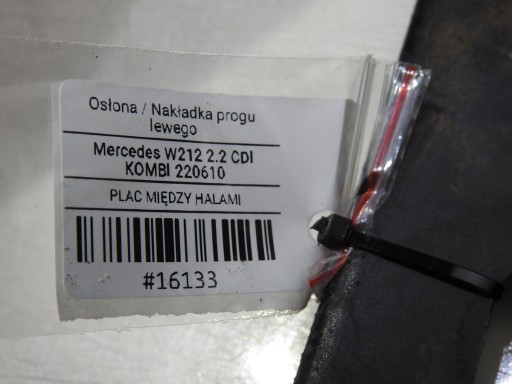 Osłona / Nakładka progu
lewego
Mercedes W212 2.2 CDI
KOMBI 220610
PLAC MIĘDZY HALAMI
#16133